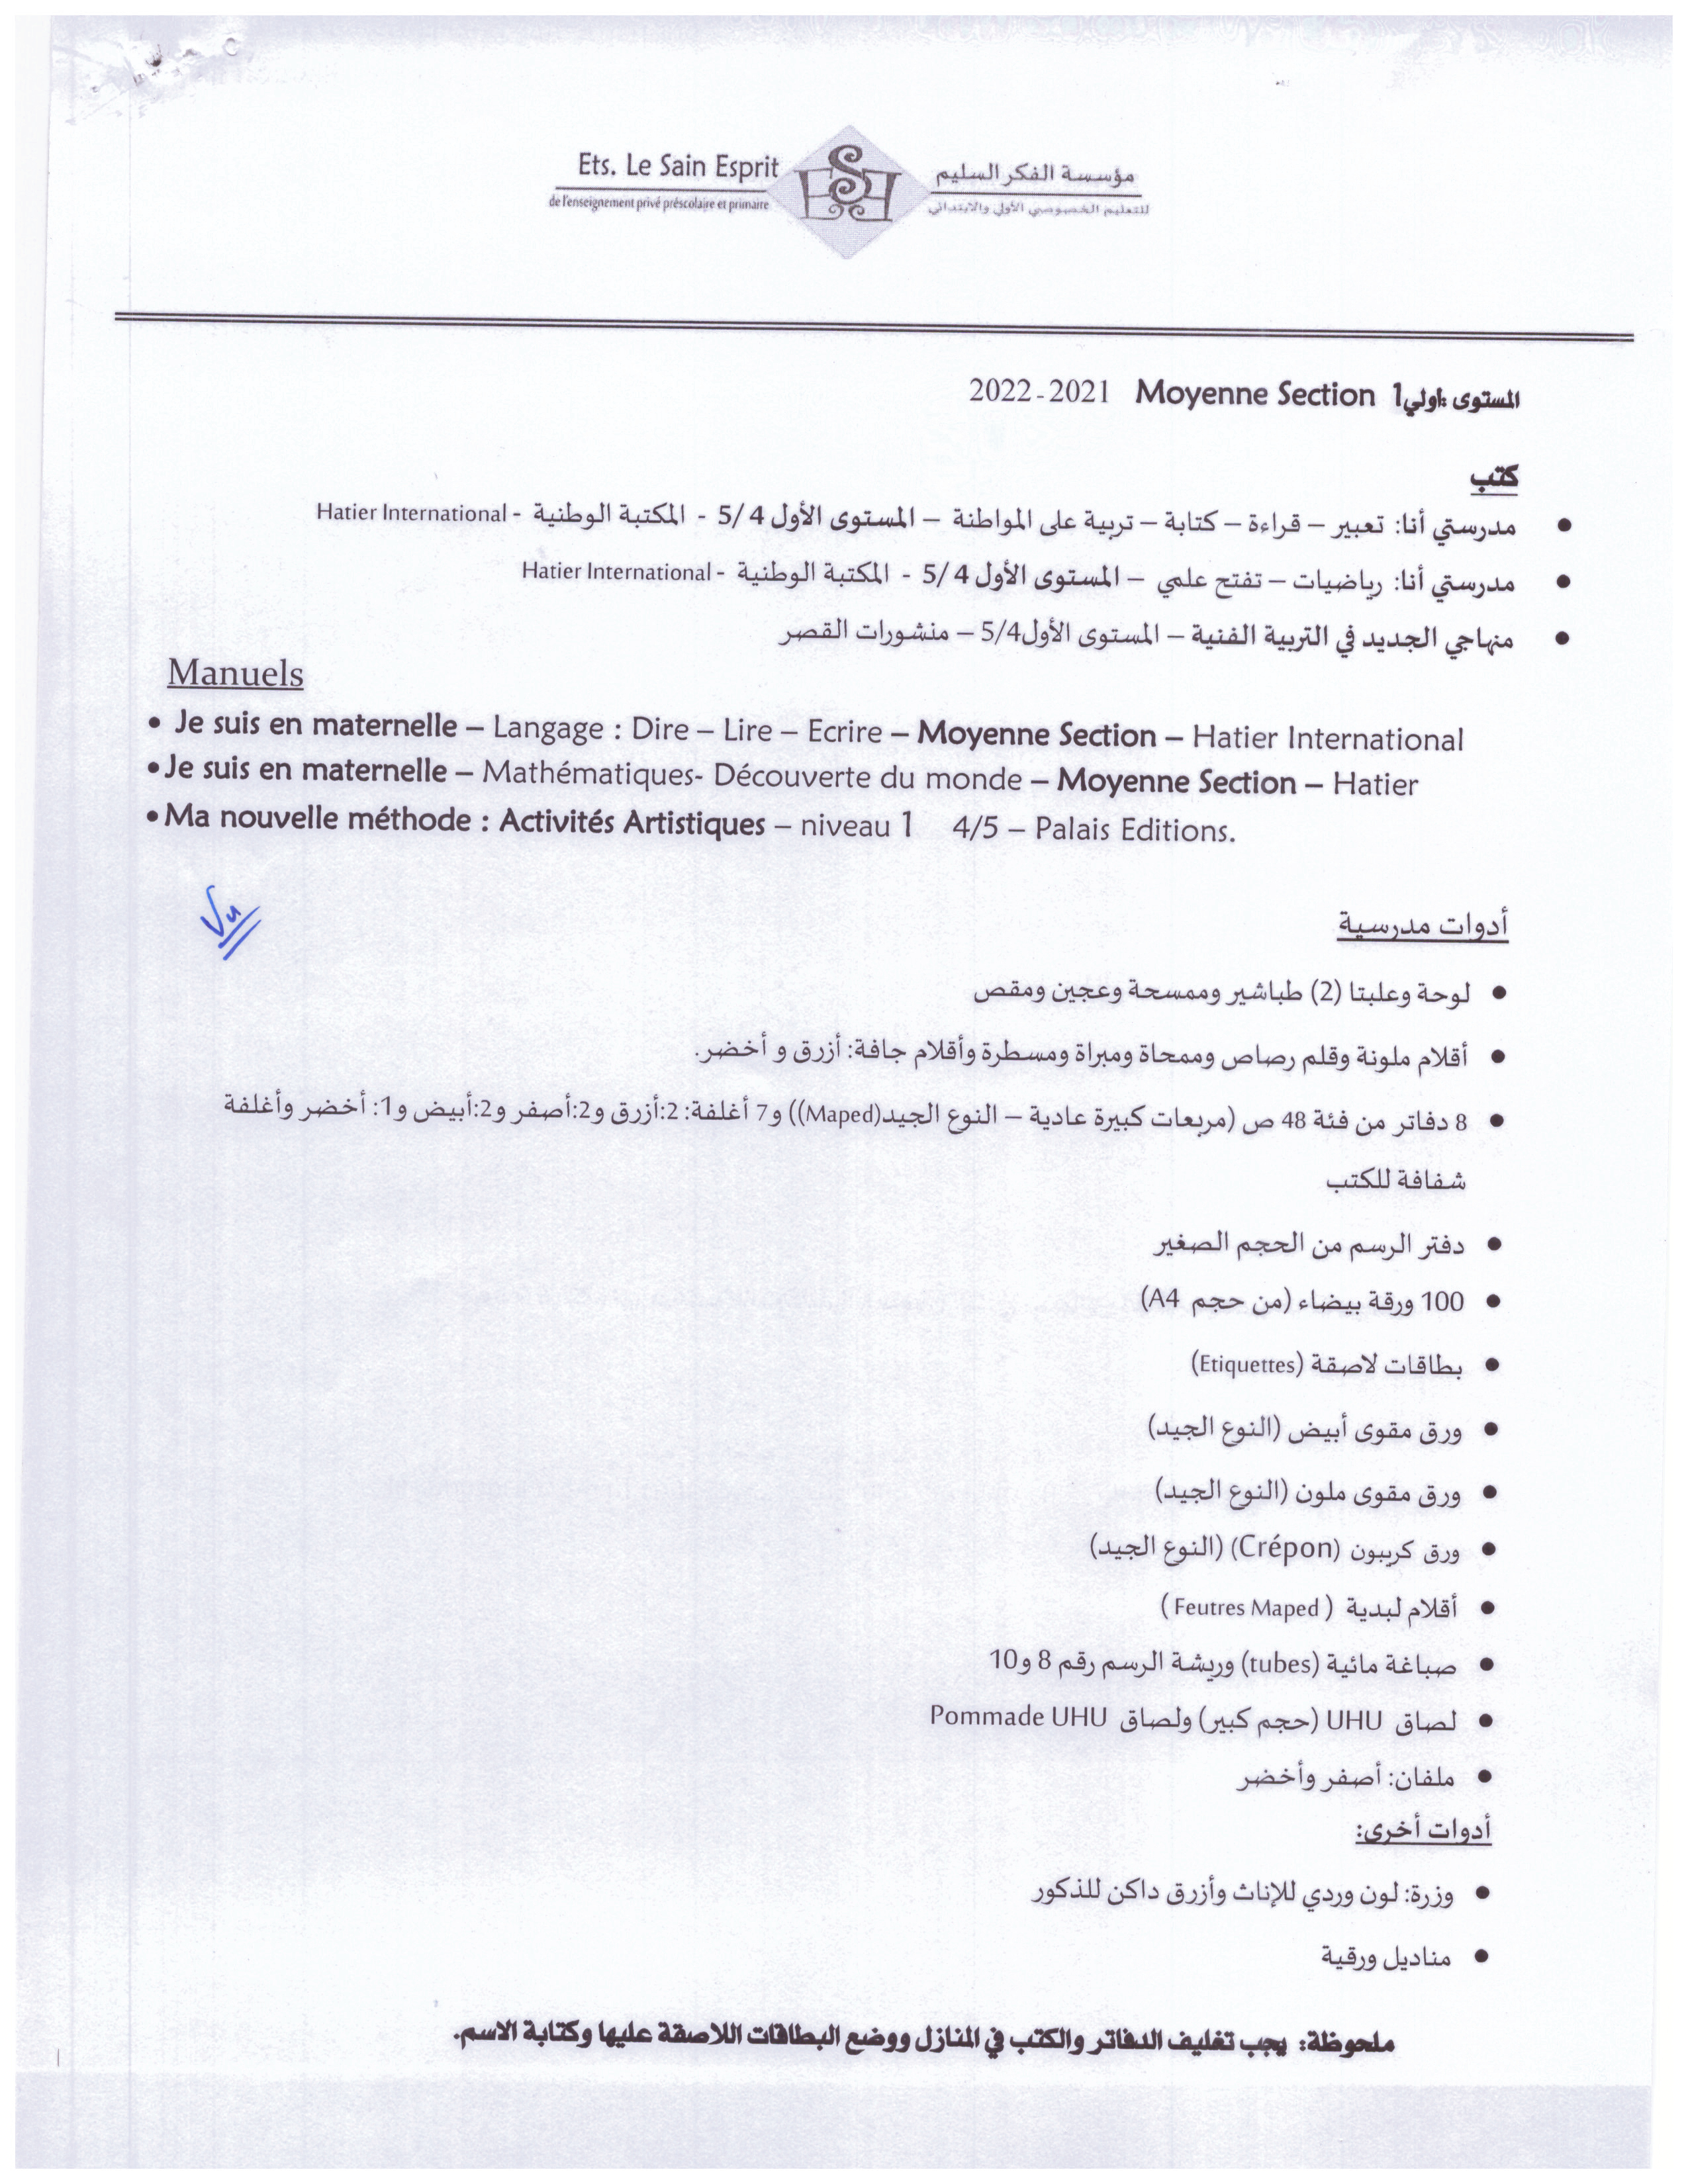 Ets. Le Sain Esprit
de l'enseignement privé préscolaire et primaire
مؤسسة الفكر السليم
للتعليم الخصوصي الأولي والابتدائي
المستوى :اولي1 Moyenne Section 2022-2021
كتب
• مدرستي أنا: تعبير – قراءة – كتابة – تربية على المواطنة – المستوى الأول 4 /5 - المكتبة الوطنية - Hatier International
• مدرستي أنا: رياضيات – تفتح علمي – المستوى الأول 4 /5 - المكتبة الوطنية - Hatier International
• منهاجي الجديد في التربية الفنية – المستوى الأول5/4 – منشورات القصر
Manuels
• Je suis en maternelle – Langage : Dire – Lire – Ecrire – Moyenne Section – Hatier International
• Je suis en maternelle – Mathématiques- Découverte du monde – Moyenne Section – Hatier
• Ma nouvelle méthode : Activités Artistiques – niveau 1 4/5 – Palais Editions.
Vu
أدوات مدرسية
• لوحة وعلبتا (2) طباشير وممسحة وعجين ومقص
• أقلام ملونة وقلم رصاص وممحاة ومبراة ومسطرة وأقلام جافة: أزرق و أخضر.
• 8 دفاتر من فئة 48 ص (مربعات كبيرة عادية – النوع الجيد(Maped)) و7 أغلفة: 2:أزرق و2:أصفر و2:أبيض و1: أخضر وأغلفة
شفافة للكتب
• دفتر الرسم من الحجم الصغير
• 100 ورقة بيضاء (من حجم A4)
• بطاقات لاصقة (Etiquettes)
• ورق مقوى أبيض (النوع الجيد)
• ورق مقوى ملون (النوع الجيد)
• ورق كريبون (Crépon) (النوع الجيد)
• أقلام لبدية ( Feutres Maped )
• صباغة مائية (tubes) وريشة الرسم رقم 8 و10
• لصاق UHU (حجم كبير) ولصاق Pommade UHU
• ملفان: أصفر وأخضر
أدوات أخرى:
• وزرة: لون وردي للإناث وأزرق داكن للذكور
• مناديل ورقية
ملحوظة: يجب تغليف الدفاتر والكتب في المنازل ووضع البطاقات اللاصقة عليها وكتابة الاسم.